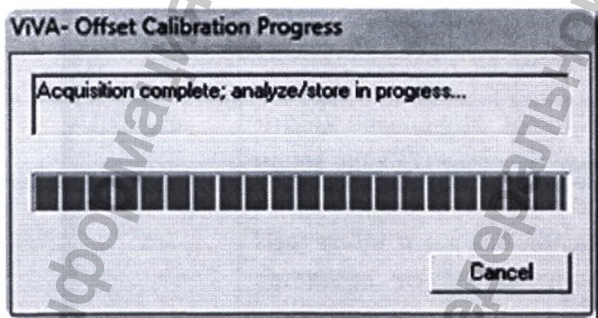 ViVA- Offset Calibration Progress
Acquisition complete; analyze/store in progress...
Cancel